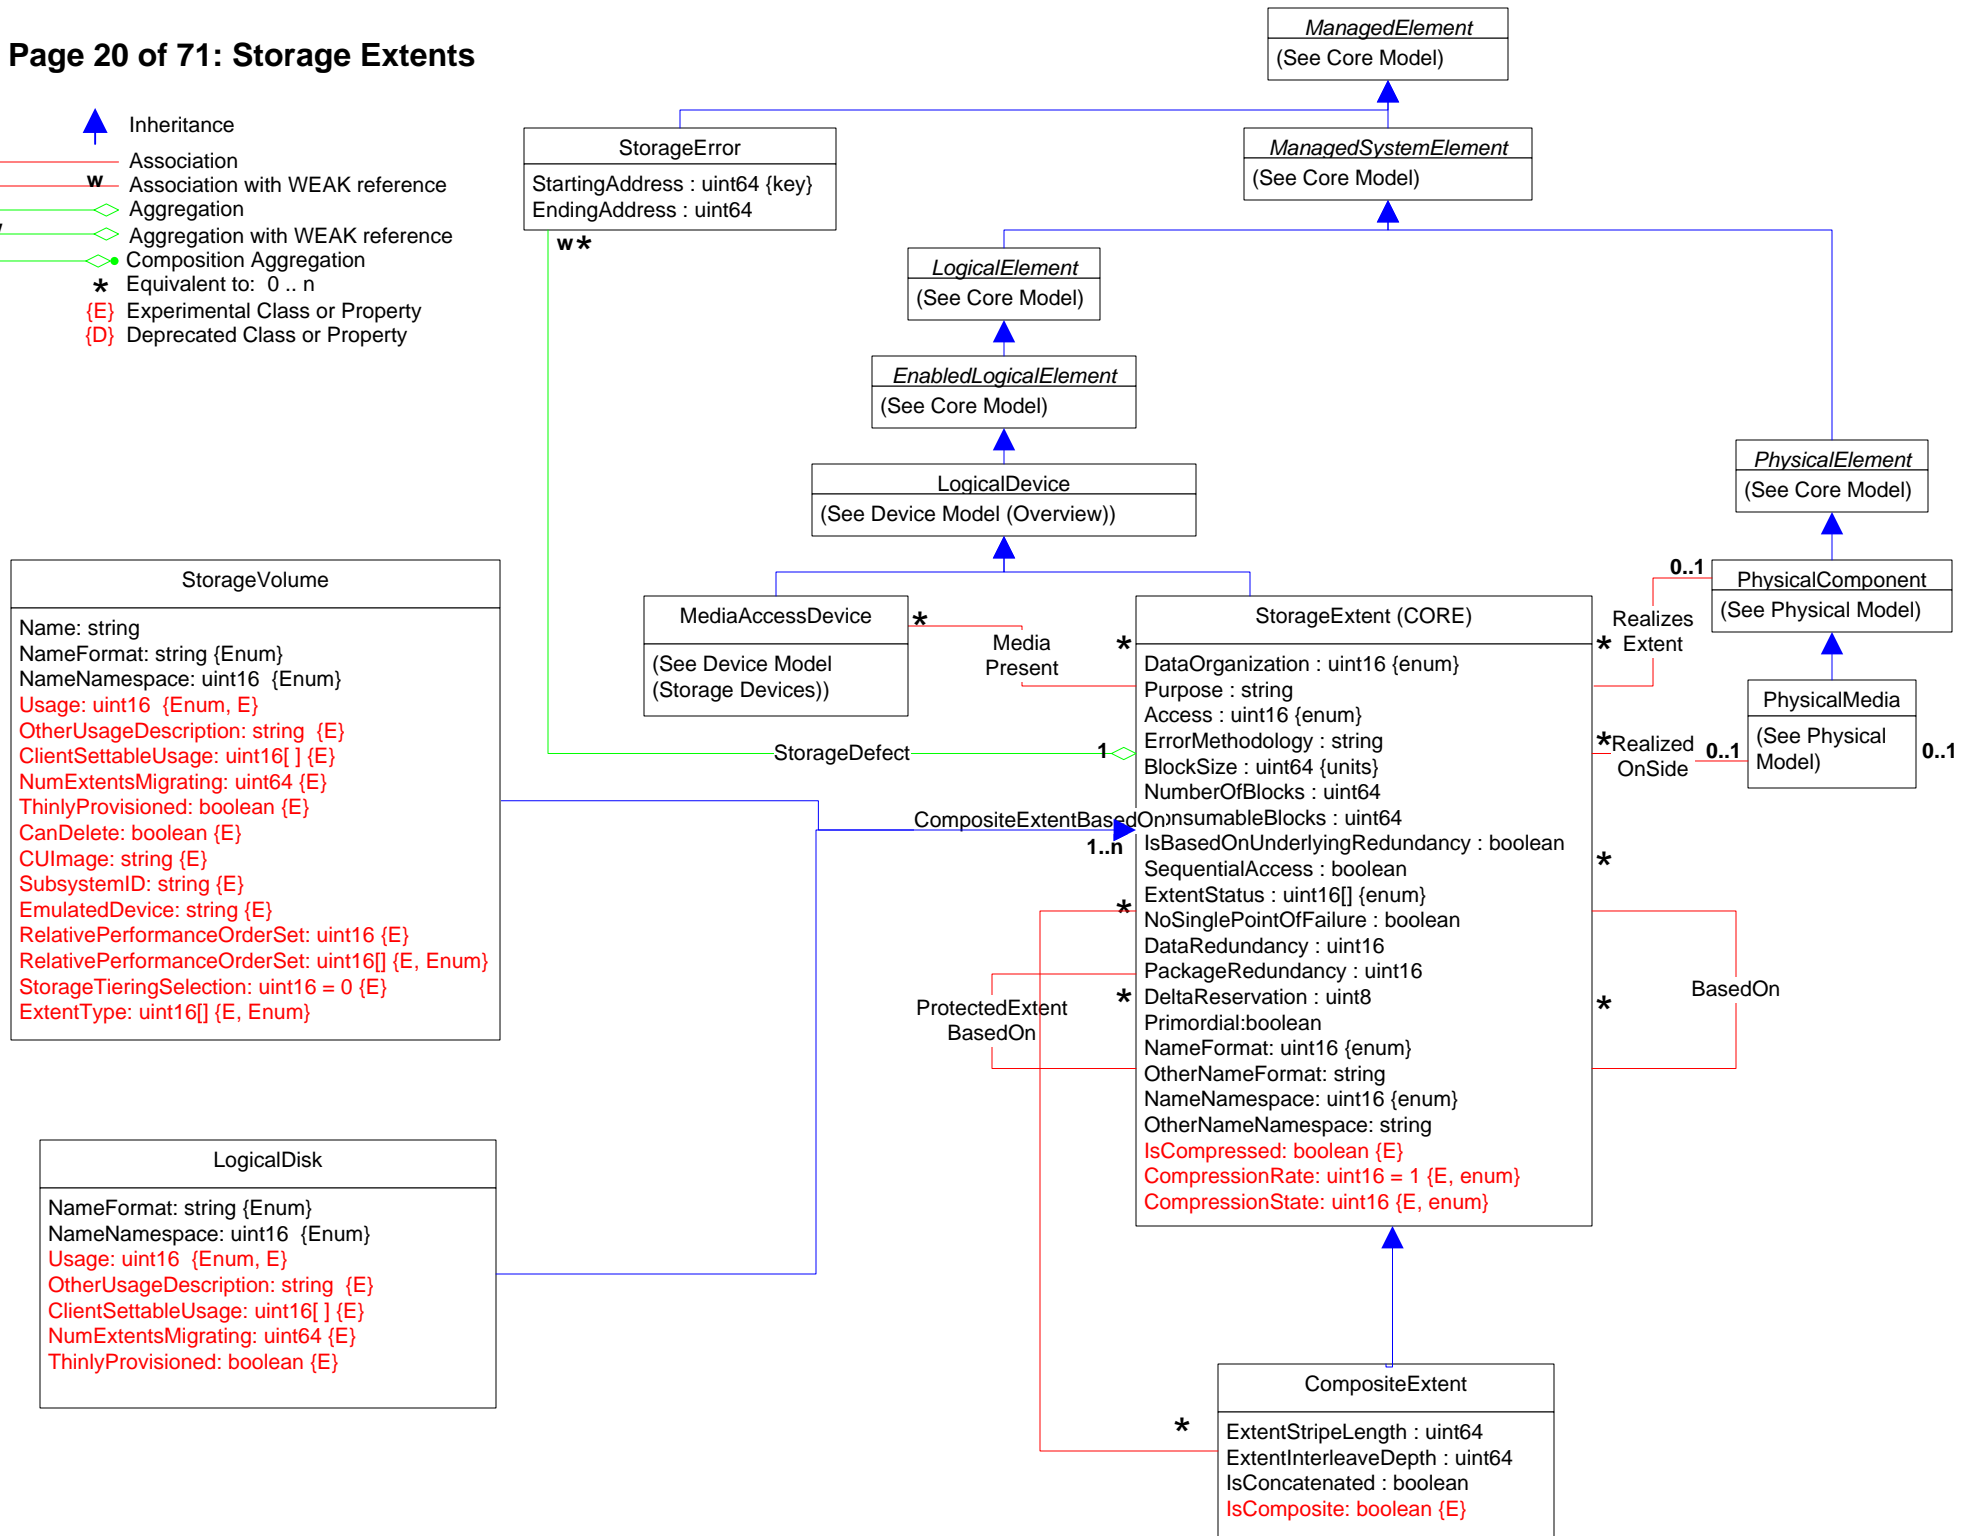 Page 20 of 71: Storage Extents
Inheritance
Association
w
Association with WEAK reference
Aggregation
Aggregation with WEAK reference
Composition Aggregation
* Equivalent to: 0 .. n
{E} Experimental Class or Property
{D} Deprecated Class or Property
ManagedElement
(See Core Model)
StorageError
StartingAddress : uint64 {key}
EndingAddress : uint64
w *
ManagedSystemElement
(See Core Model)
LogicalElement
(See Core Model)
EnabledLogicalElement
(See Core Model)
LogicalDevice
(See Device Model (Overview))
PhysicalElement
(See Core Model)
0..1
PhysicalComponent
(See Physical Model)
Realizes
Extent
*
PhysicalMedia
(See Physical
Model)
0..1
0..1
*
Realized
OnSide
MediaAccessDevice
(See Device Model
(Storage Devices))
*
Media
Present
*
StorageDefect
1
CompositeExtentBasedOn
1..n
*
ProtectedExtent
BasedOn
*
StorageExtent (CORE)
DataOrganization : uint16 {enum}
Purpose : string
Access : uint16 {enum}
ErrorMethodology : string
BlockSize : uint64 {units}
NumberOfBlocks : uint64
onsumableBlocks : uint64
IsBasedOnUnderlyingRedundancy : boolean
SequentialAccess : boolean
ExtentStatus : uint16[] {enum}
NoSinglePointOfFailure : boolean
DataRedundancy : uint16
PackageRedundancy : uint16
DeltaReservation : uint8
Primordial:boolean
NameFormat: uint16 {enum}
OtherNameFormat: string
NameNamespace: uint16 {enum}
OtherNameNamespace: string
IsCompressed: boolean {E}
CompressionRate: uint16 = 1 {E, enum}
CompressionState: uint16 {E, enum}
*
*
BasedOn
StorageVolume
Name: string
NameFormat: string {Enum}
NameNamespace: uint16 {Enum}
Usage: uint16 {Enum, E}
OtherUsageDescription: string {E}
ClientSettableUsage: uint16[ ] {E}
NumExtentsMigrating: uint64 {E}
ThinlyProvisioned: boolean {E}
CanDelete: boolean {E}
CUImage: string {E}
SubsystemID: string {E}
EmulatedDevice: string {E}
RelativePerformanceOrderSet: uint16 {E}
RelativePerformanceOrderSet: uint16[] {E, Enum}
StorageTieringSelection: uint16 = 0 {E}
ExtentType: uint16[] {E, Enum}
LogicalDisk
NameFormat: string {Enum}
NameNamespace: uint16 {Enum}
Usage: uint16 {Enum, E}
OtherUsageDescription: string {E}
ClientSettableUsage: uint16[ ] {E}
NumExtentsMigrating: uint64 {E}
ThinlyProvisioned: boolean {E}
*
CompositeExtent
ExtentStripeLength : uint64
ExtentInterleaveDepth : uint64
IsConcatenated : boolean
IsComposite: boolean {E}